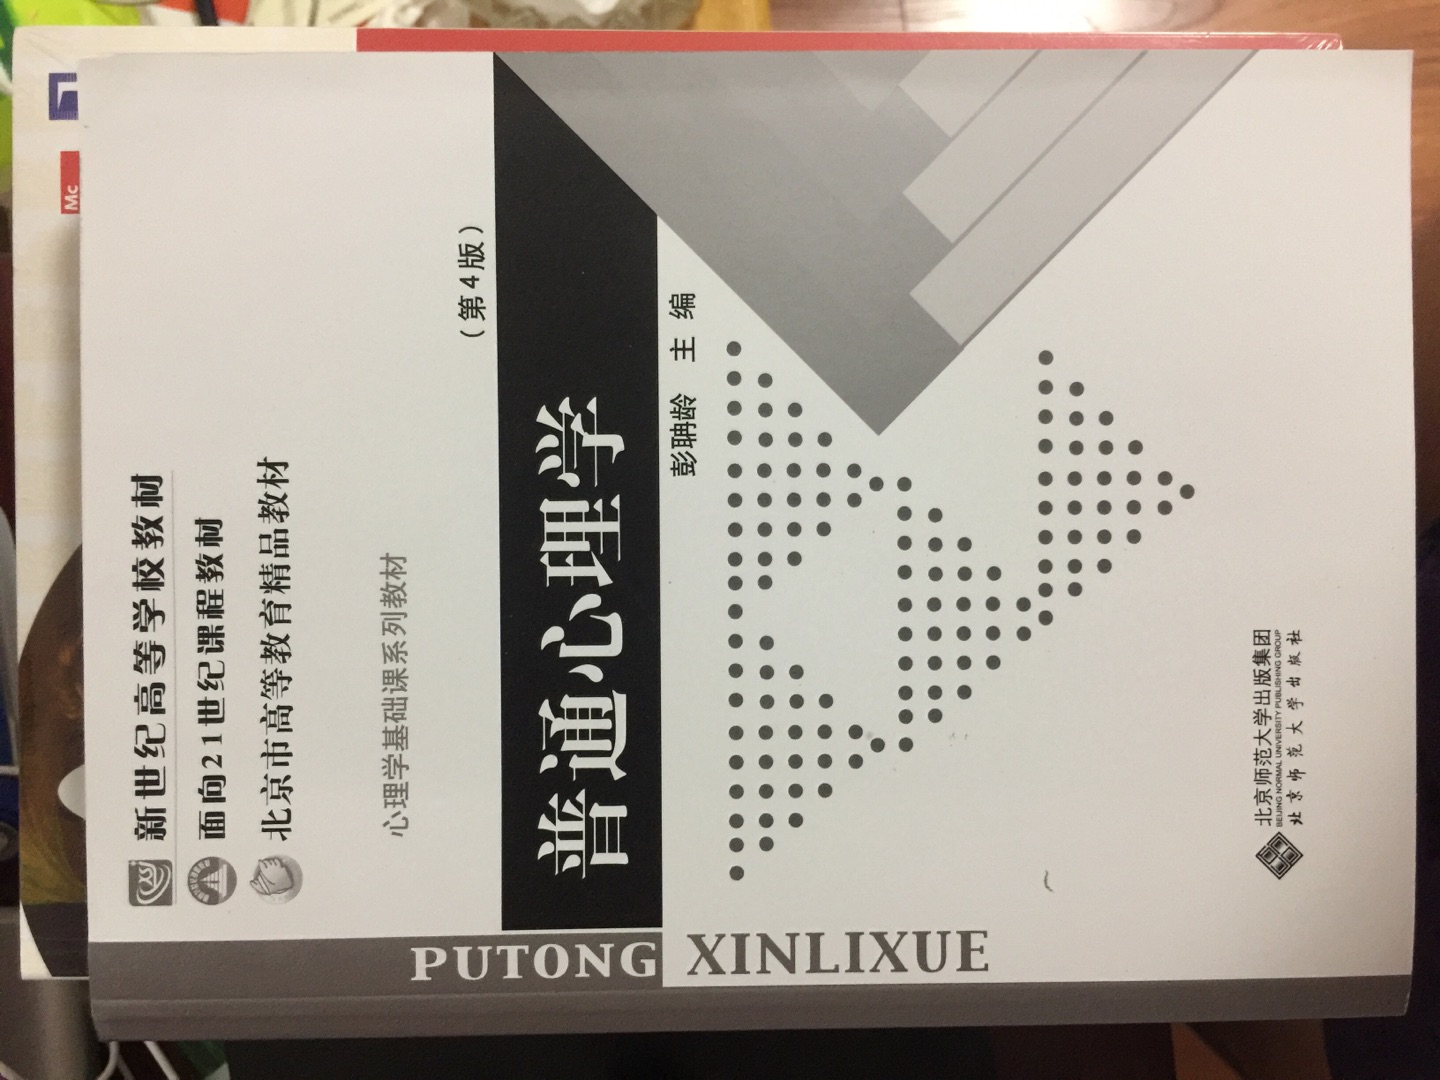 新世纪高等学校教材
面向21世纪课程教材
北京市高等教育精品教材
心理学基础课系列教材
(第4版)
普通心理学
彭聃龄 主 编
PUTONG XINLIXUE
北京师范大学出版集团
BEIJING NORMAL UNIVERSITY PUBLISHING GROUP
北京师范大学出版社
Mc